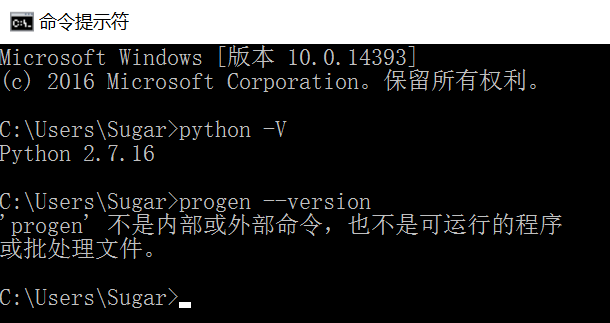 命令提示符
Microsoft Windows [版本 10.0.14393]
(c) 2016 Microsoft Corporation。保留所有权利。
C:\Users\Sugar>python -V
Python 2.7.16
C:\Users\Sugar>progen --version
'progen' 不是内部或外部命令，也不是可运行的程序
或批处理文件。
C:\Users\Sugar>